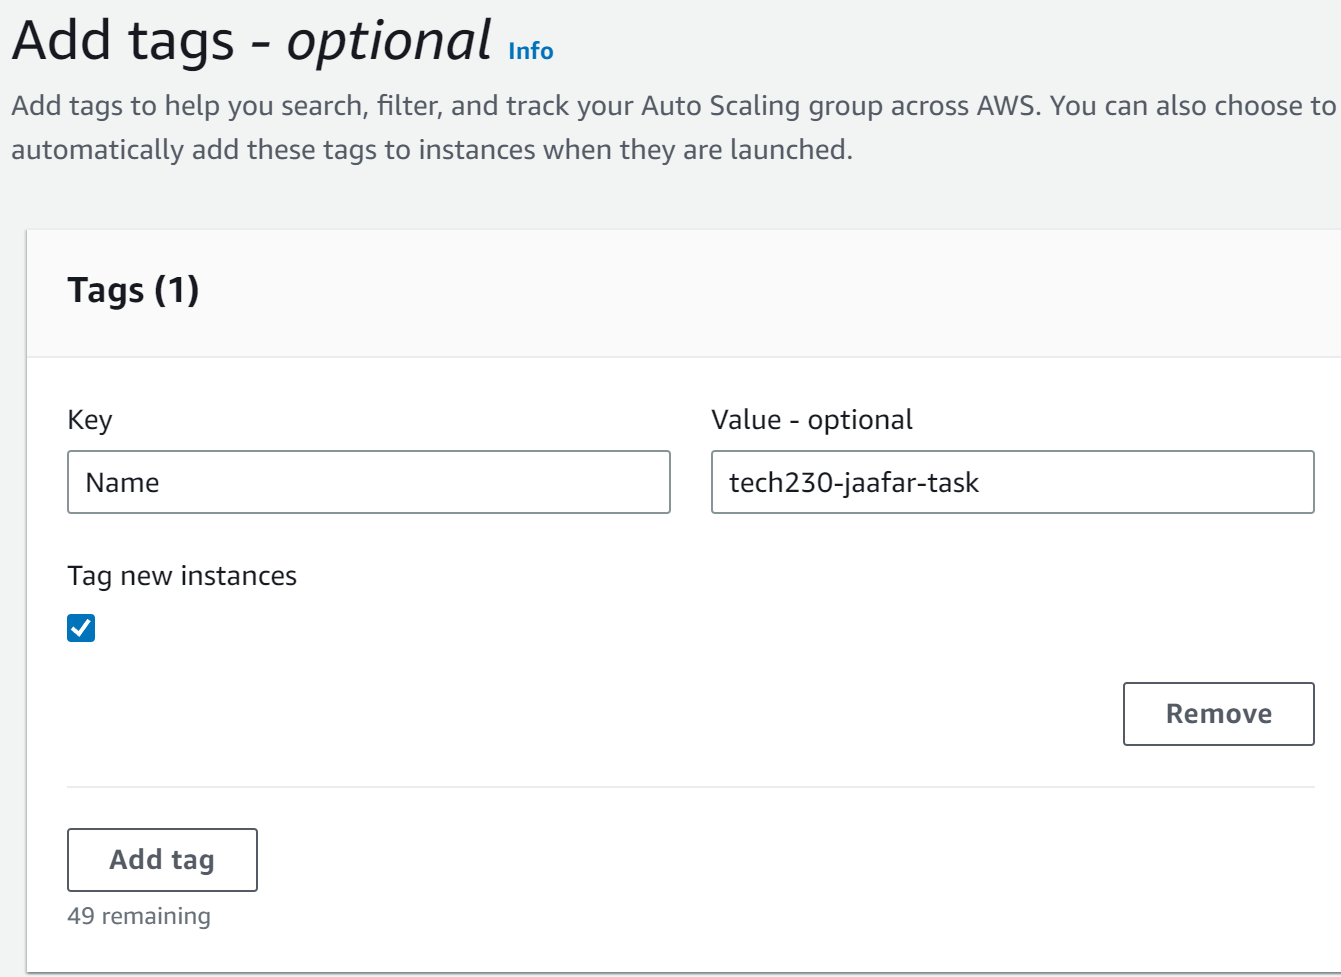 Add tags - optional Info
Add tags to help you search, filter, and track your Auto Scaling group across AWS. You can also choose to
automatically add these tags to instances when they are launched.
Tags (1)
Key
Name
Value - optional
tech230-jaafar-task
Tag new instances
Remove
Add tag
49 remaining